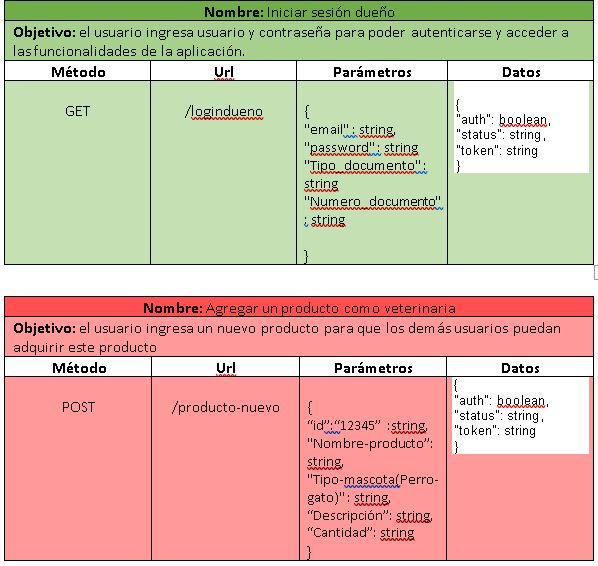 Nombre: Iniciar sesión dueño
Objetivo: el usuario ingresa usuario y contraseña para poder autenticarse y acceder a
las funcionalidades de la aplicación.
Método
Url
Parámetros
Datos
GET
/logindueno
{
"email" : string,
"password" : string
"Tipo_documento" :
string
"Numero_documento"
: string
}
{
"auth": boolean,
"status": string,
"token": string
}
Nombre: Agregar un producto como veterinaria
Objetivo: el usuario ingresa un nuevo producto para que los demás usuarios puedan
adquirir este producto
Método
Url
Parámetros
Datos
POST
/producto-nuevo
{
“id”:“12345” :string,
"Nombre-producto”:
string,
"Tipo-mascota(Perro-
gato)" : string,
“Descripción”: string,
“Cantidad”: string
}
{
"auth": boolean,
"status": string,
"token": string
}